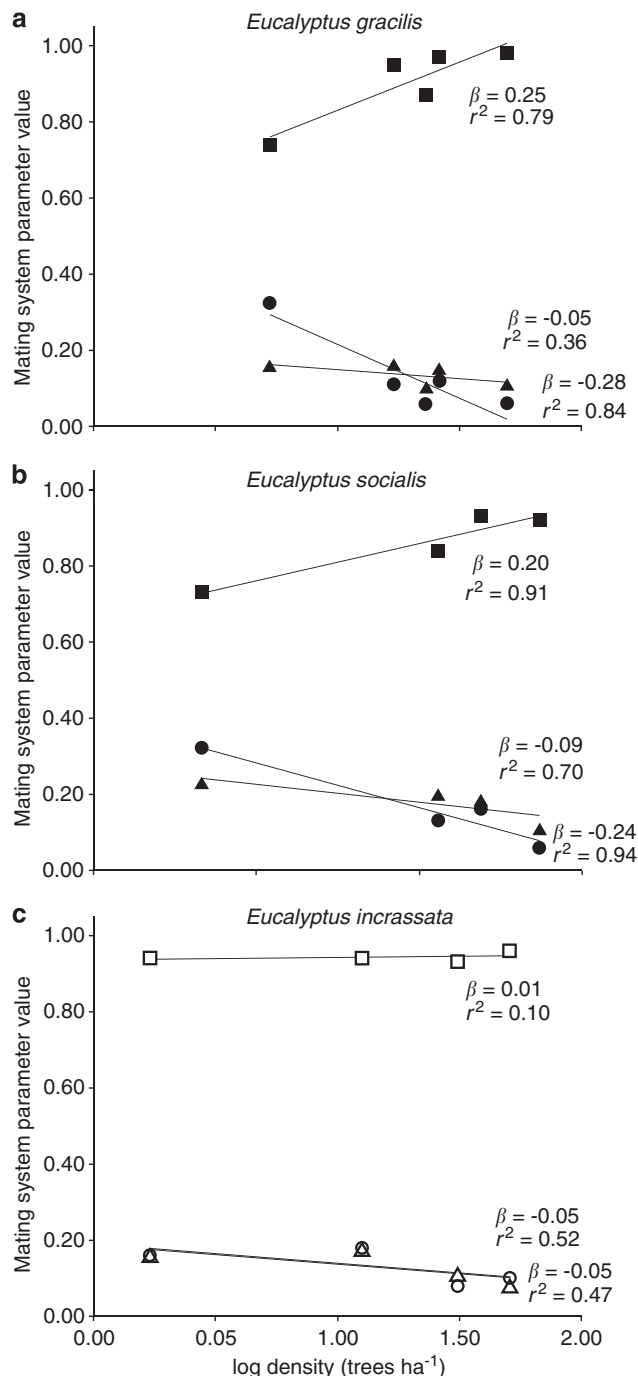 a
Eucalyptus gracilis
1.00
0.80
0.60
0.40
0.20
0.00
Mating system parameter value
β = 0.25
r² = 0.79
β = -0.05
r² = 0.36
β = -0.28
r² = 0.84
b
Eucalyptus socialis
1.00
0.80
0.60
0.40
0.20
0.00
Mating system parameter value
β = 0.20
r² = 0.91
β = -0.09
r² = 0.70
β = -0.24
r² = 0.94
c
Eucalyptus incrassata
1.00
0.80
0.60
0.40
0.20
0.00
Mating system parameter value
β = 0.01
r² = 0.10
β = -0.05
r² = 0.52
β = -0.05
r² = 0.47
0.00 0.05 1.00 1.50 2.00
log density (trees ha⁻¹)